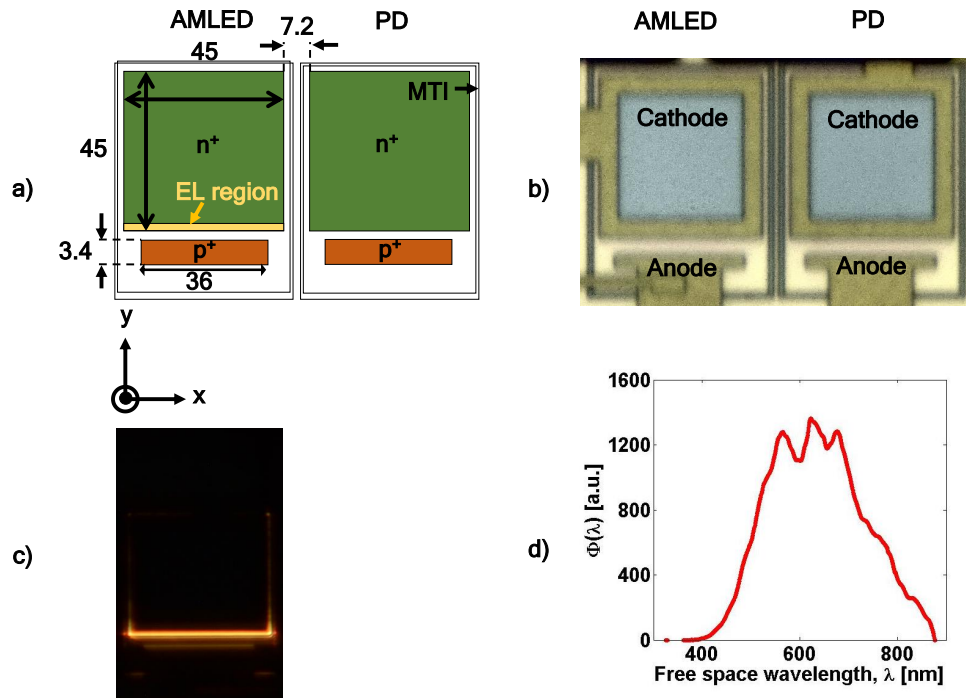 AMLED
7.2
PD
45
MTI
n⁺
n⁺
45
a)
EL region
3.4
p⁺
36
y
x
AMLED
PD
Cathode
Cathode
b)
Anode
Anode
c)
d)
1600
1200
800
400
0
Φ(λ) [a.u.]
400
600
800
Free space wavelength, λ [nm]